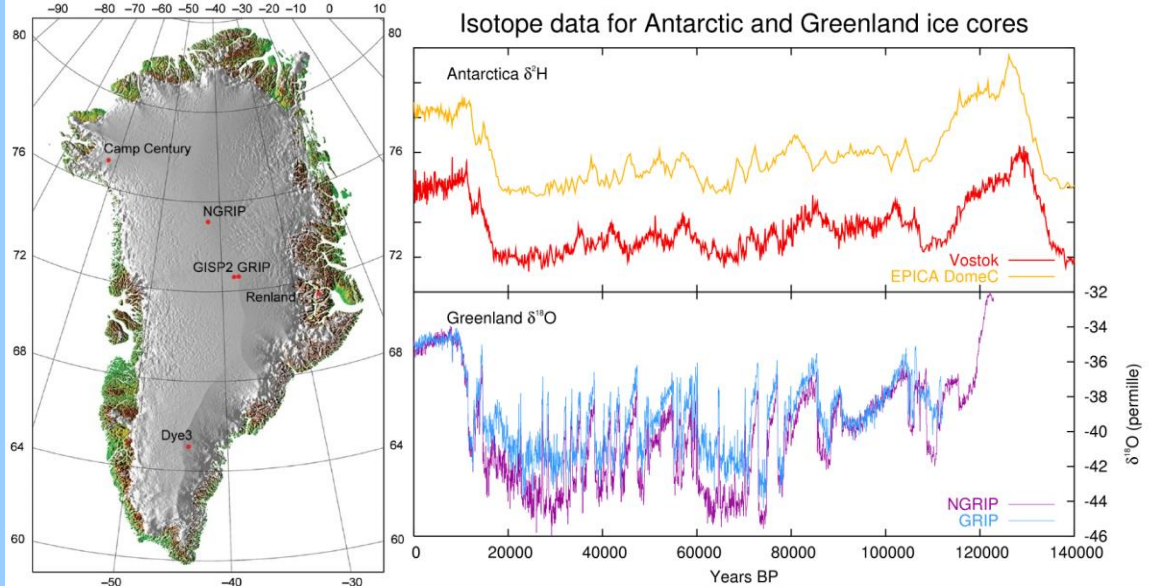 −90 −80 −70 −60 −50 −40 −30 −20 −10 0 10
80
76
72
68
64
60
80
76
72
68
64
60
Camp Century
NGRIP
GISP2 GRIP
Renland
Dye3
−50 −40 −30
Isotope data for Antarctic and Greenland ice cores
Antarctica δ²H
Vostok
EPICA DomeC
Greenland δ¹⁸O
NGRIP
GRIP
-32
-34
-36
-38
-40
-42
-44
-46
δ¹⁸O (permille)
0 20000 40000 60000 80000 100000 120000 140000
Years BP